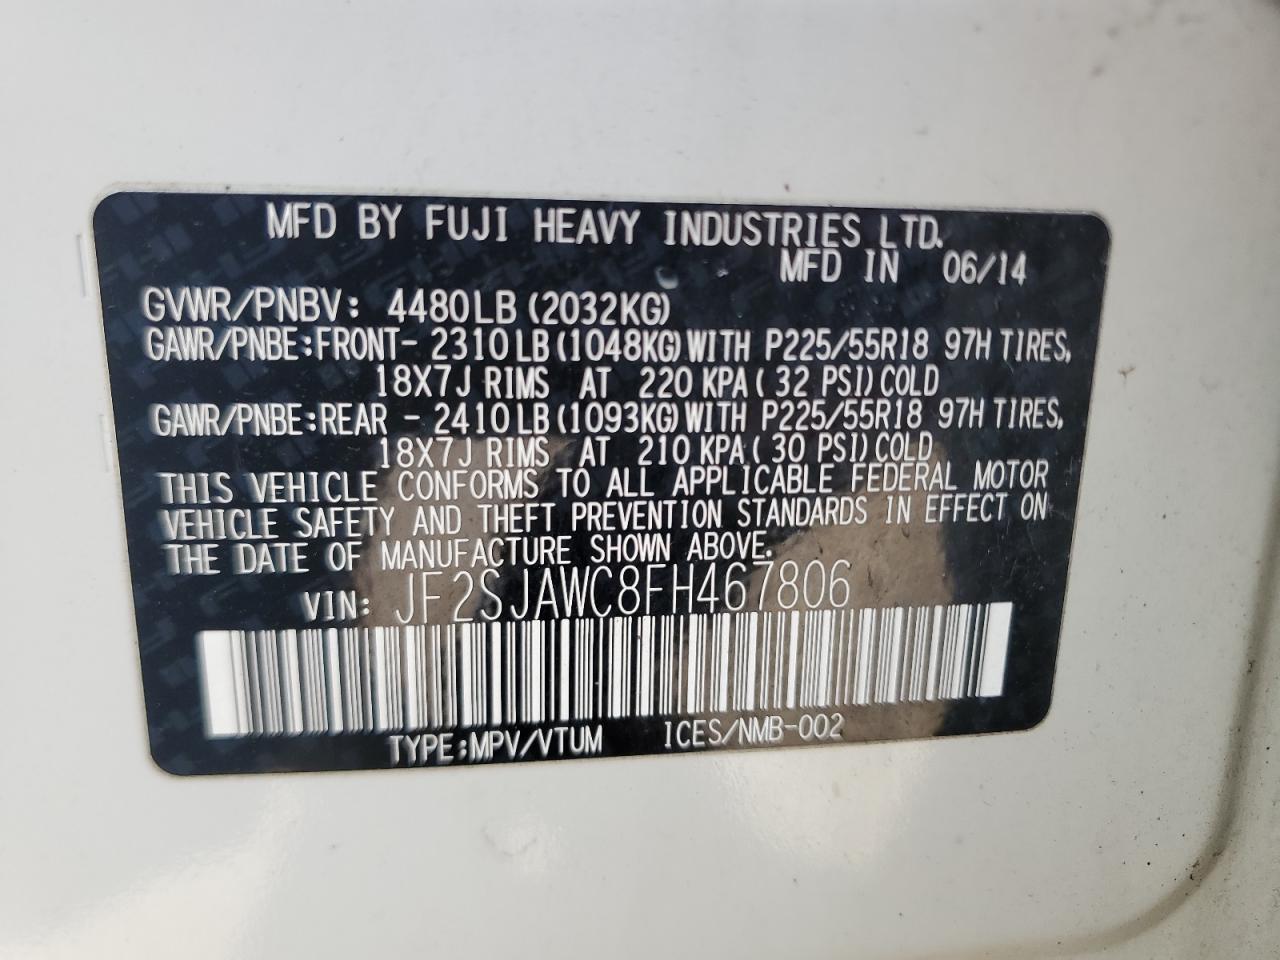 MFD BY FUJI HEAVY INDUSTRIES LTD.
MFD IN 06/14
GVWR/PNBV: 4480LB (2032KG)
GAWR/PNBE:FRONT- 2310LB(1048KG)WITH P225/55R18 97H TIRES,
18X7J RIMS AT 220 KPA( 32 PSI)COLD
GAWR/PNBE:REAR - 2410LB(1093KG)WITH P225/55R18 97H TIRES,
18X7J RIMS AT 210 KPA( 30 PSI)COLD
THIS VEHICLE CONFORMS TO ALL APPLICABLE FEDERAL MOTOR
VEHICLE SAFETY AND THEFT PREVENTION STANDARDS IN EFFECT ON
THE DATE OF MANUFACTURE SHOWN ABOVE.
VIN: JF2SJAWC8FH467806
TYPE:MPV/VTUM ICES/NMB-002